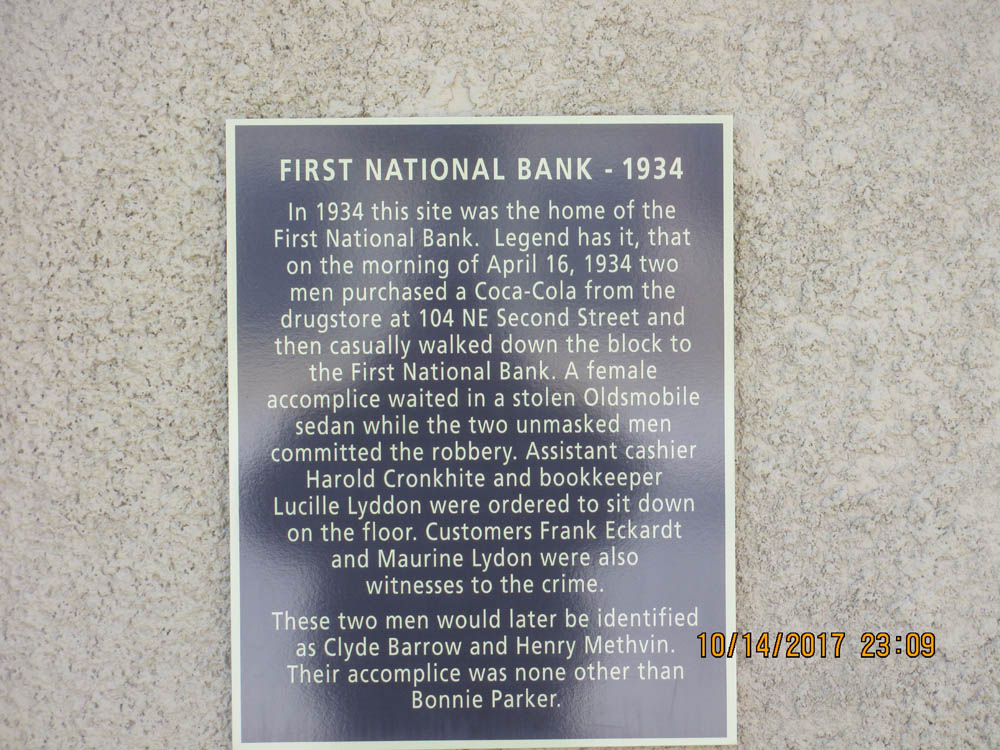 FIRST NATIONAL BANK - 1934
In 1934 this site was the home of the
First National Bank. Legend has it, that
on the morning of April 16, 1934 two
men purchased a Coca-Cola from the
drugstore at 104 NE Second Street and
then casually walked down the block to
the First National Bank. A female
accomplice waited in a stolen Oldsmobile
sedan while the two unmasked men
committed the robbery. Assistant cashier
Harold Cronkhite and bookkeeper
Lucille Lyddon were ordered to sit down
on the floor. Customers Frank Eckardt
and Maurine Lydon were also
witnesses to the crime.
These two men would later be identified
as Clyde Barrow and Henry Methvin.
Their accomplice was none other than
Bonnie Parker.
10/14/2017 23:09